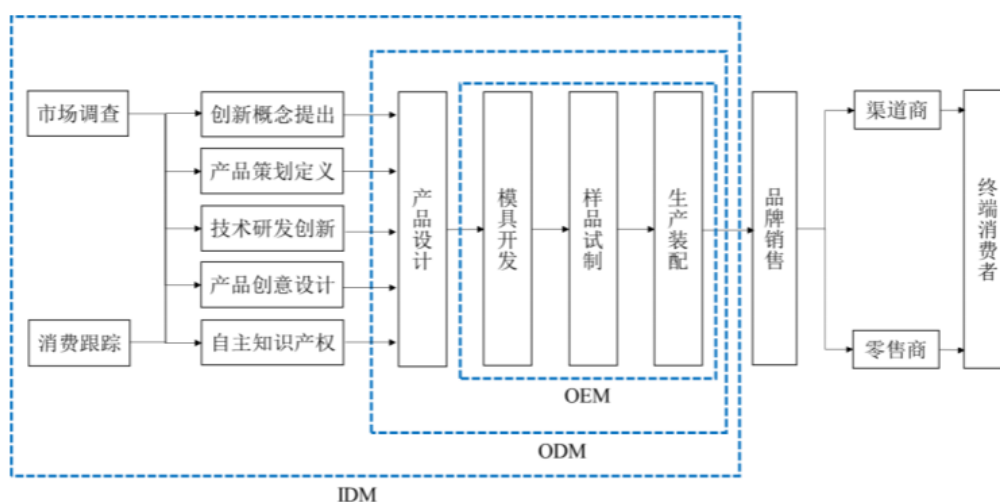 市场调查
消费跟踪
创新概念提出
产品策划定义
技术研发创新
产品创意设计
自主知识产权
产品设计
模具开发
样品试制
生产装配
品牌销售
渠道商
零售商
终端消费者
OEM
ODM
IDM